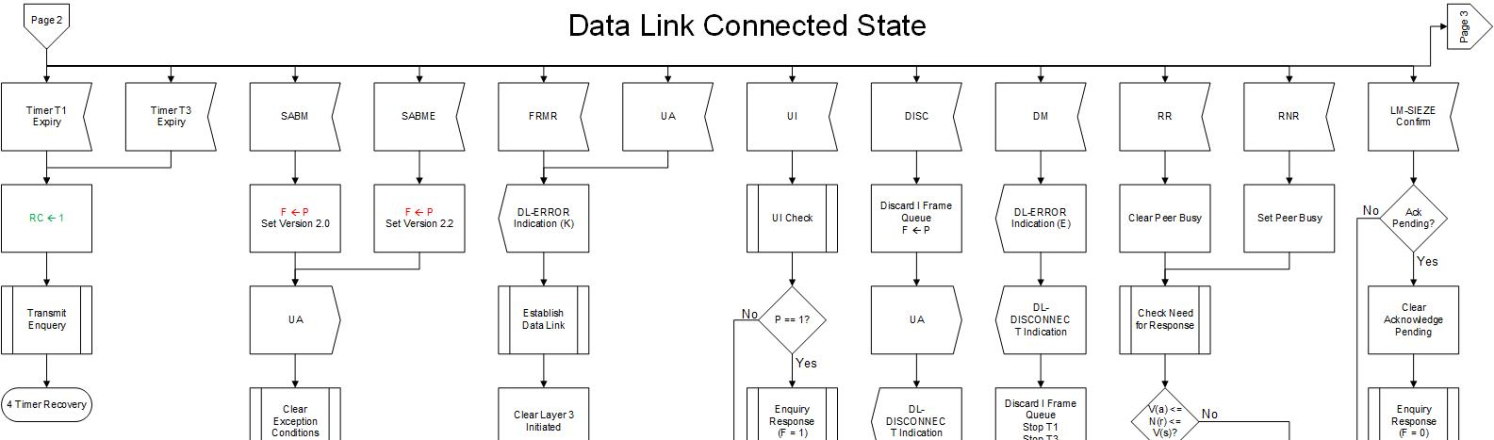 Page 2
Data Link Connected State
Page 3
Timer T1
Expiry
Timer T3
Expiry
SABM
SABME
FRMR
UA
UI
DISC
DM
RR
RNR
LM-SIEZE
Confirm
RC ← 1
F ← P
Set Version 2.0
F ← P
Set Version 2.2
DL-ERROR
Indication (K)
UI Check
Discard I Frame
Queue
F ← P
DL-ERROR
Indication (E)
Clear Peer Busy
Set Peer Busy
No
Ack
Pending?
Yes
Transmit
Enquery
UA
Establish
Data Link
No
P == 1?
Yes
UA
DL-
DISCONNEC
T Indication
Check Need
for Response
Clear
Acknowledge
Pending
4 Timer Recovery
Clear
Exception
Conditions
Clear Layer 3
Initiated
Enquiry
Response
(F = 1)
DL-
DISCONNEC
T Indication
Discard I Frame
Queue
Stop T1
Stop T3
V(a) <=
N(r) <=
V(s)?
No
Enquiry
Response
(F = 0)